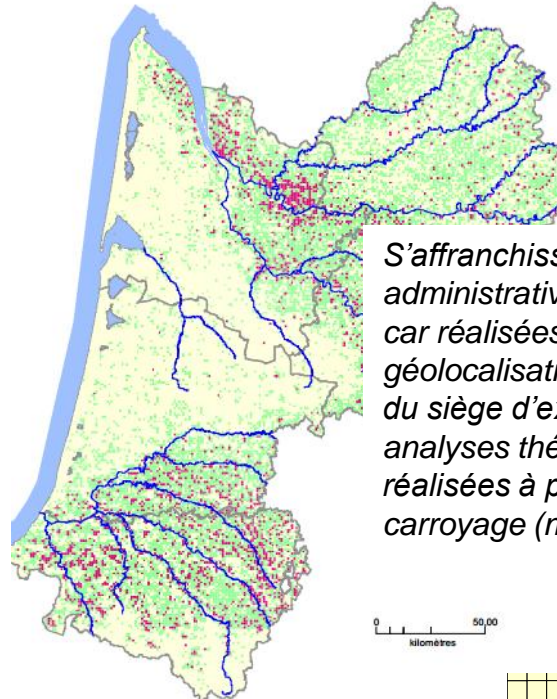 S'affranchiss
administrativ
car réalisées
géolocalisati
du siège d'ex
analyses thé
réalisées à p
carroyage (m
0 50,00
kilomètres